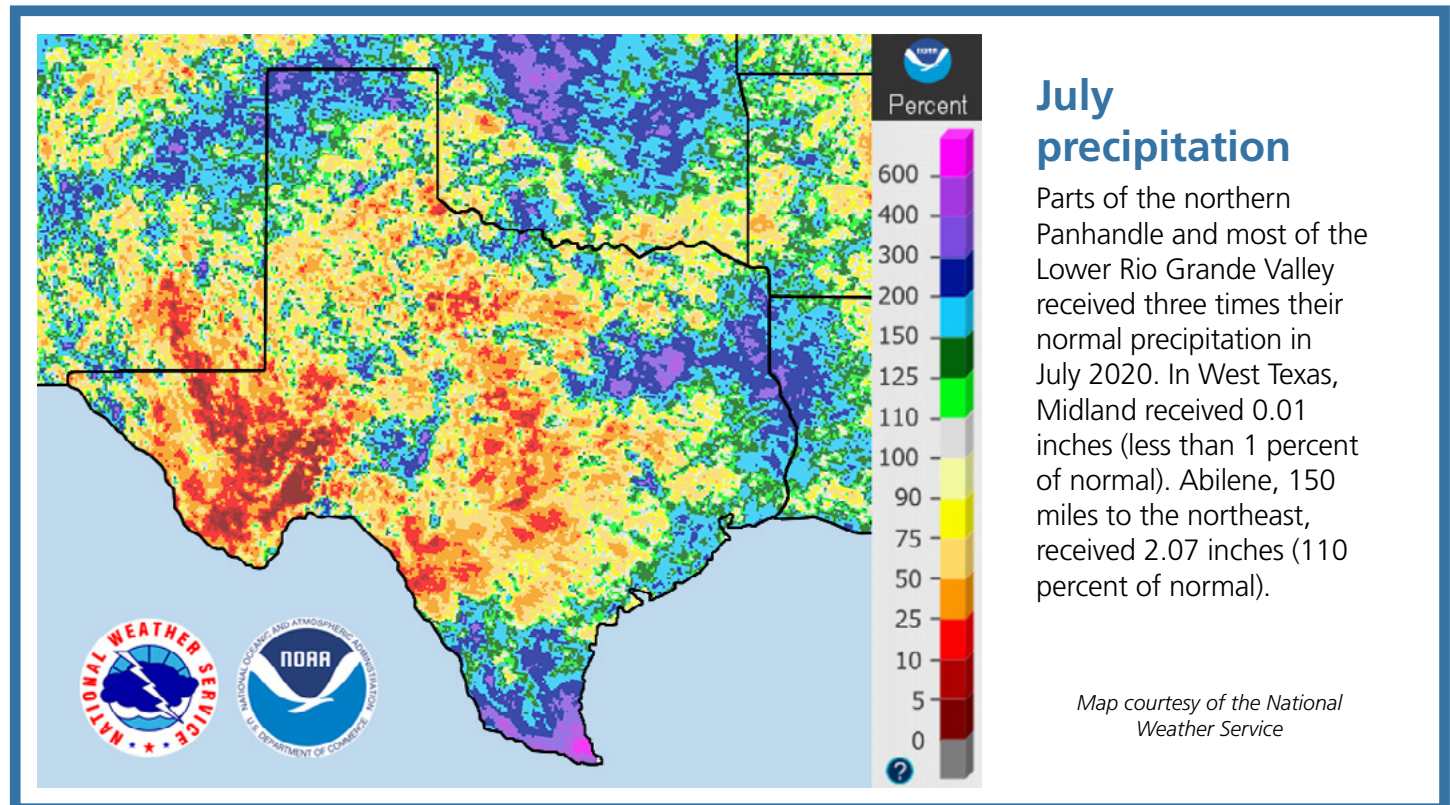 NOAA
Percent
600
400
300
200
150
125
110
100
90
75
50
25
10
5
0
?
NATIONAL WEATHER SERVICE
NATIONAL OCEANIC AND ATMOSPHERIC ADMINISTRATION
NOAA
U.S. DEPARTMENT OF COMMERCE
July
precipitation
Parts of the northern
Panhandle and most of the
Lower Rio Grande Valley
received three times their
normal precipitation in
July 2020. In West Texas,
Midland received 0.01
inches (less than 1 percent
of normal). Abilene, 150
miles to the northeast,
received 2.07 inches (110
percent of normal).
Map courtesy of the National
Weather Service